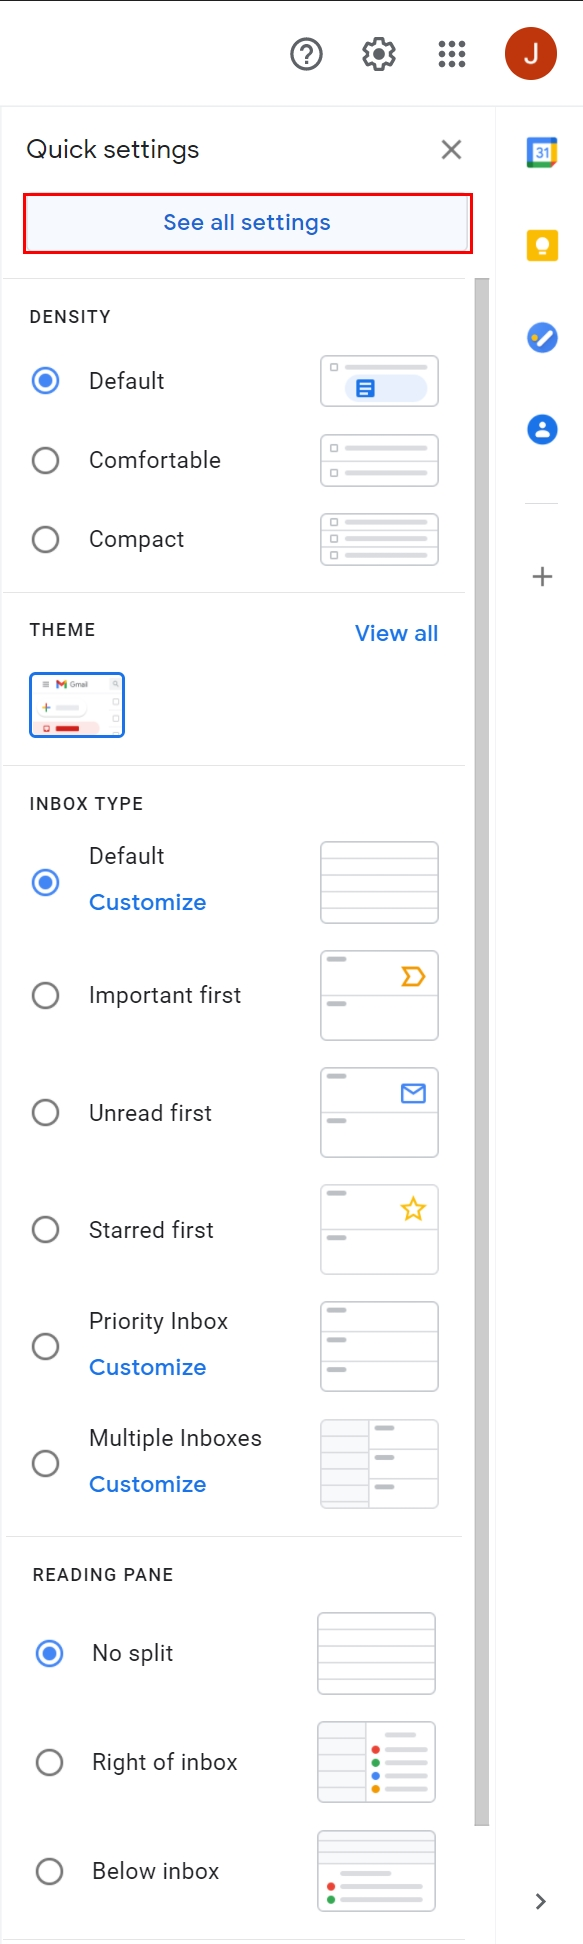 J
Quick settings
31
See all settings
DENSITY
Default
Comfortable
Compact
THEME
View all
Gmail
INBOX TYPE
Default
Customize
Important first
Unread first
Starred first
Priority Inbox
Customize
Multiple Inboxes
Customize
READING PANE
No split
Right of inbox
Below inbox